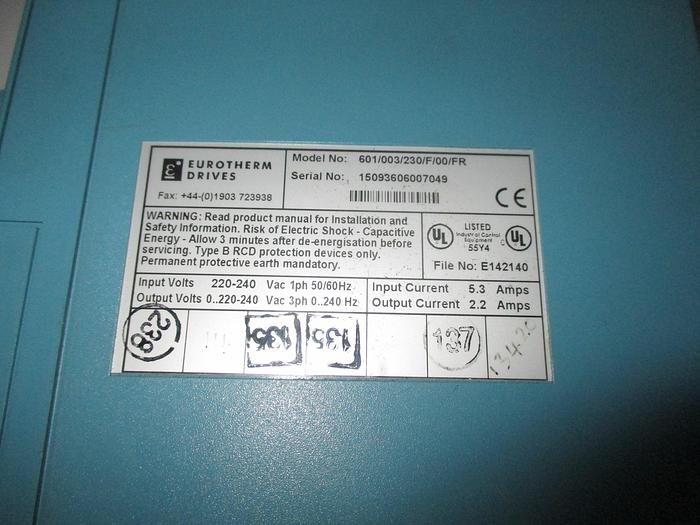 EUROTHERM
DRIVES
Fax: +44-(0)1903 723938
Model No: 601/003/230/F/00/FR
Serial No: 15093606007049
CE
WARNING: Read product manual for Installation and
Safety Information. Risk of Electric Shock - Capacitive
Energy - Allow 3 minutes after de-energisation before
servicing. Type B RCD protection devices only.
Permanent protective earth mandatory.
UL
LISTED
Industrial Control
Equipment
55Y4
C UL
File No: E142140
Input Volts 220-240 Vac 1ph 50/60Hz
Output Volts 0..220-240 Vac 3ph 0..240 Hz
Input Current 5.3 Amps
Output Current 2.2 Amps
238
135
135
137